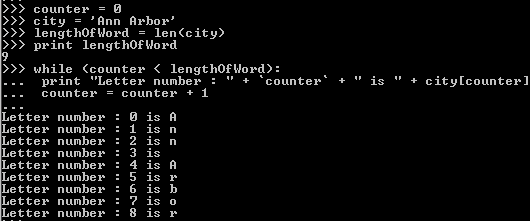 >>> counter = 0
>>> city = 'Ann Arbor'
>>> lengthOfWord = len(city)
>>> print lengthOfWord
9
>>> while (counter < lengthOfWord):
...  print "Letter number : " + `counter` + " is " + city[counter]
...  counter = counter + 1
...
Letter number : 0 is A
Letter number : 1 is n
Letter number : 2 is n
Letter number : 3 is
Letter number : 4 is A
Letter number : 5 is r
Letter number : 6 is b
Letter number : 7 is o
Letter number : 8 is r